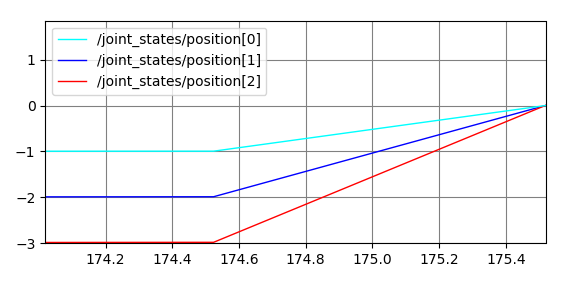 /joint_states/position[0]
/joint_states/position[1]
/joint_states/position[2]
1
0
−1
−2
−3
174.2 174.4 174.6 174.8 175.0 175.2 175.4